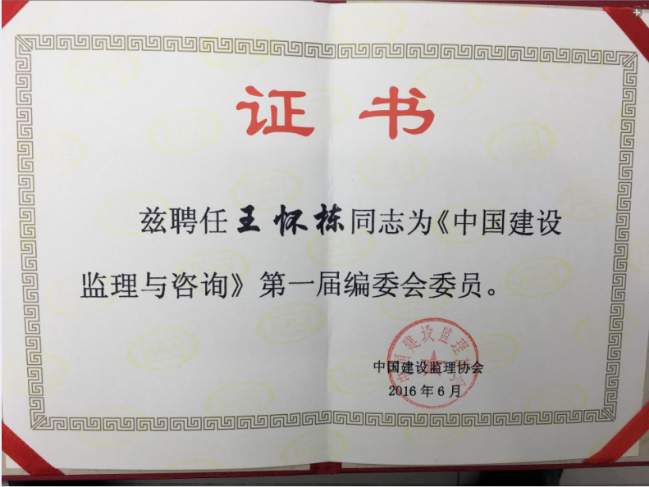 证书
兹聘任王怀栋同志为《中国建设
监理与咨询》第一届编委会委员。
中国建设监理协会
2016年6月